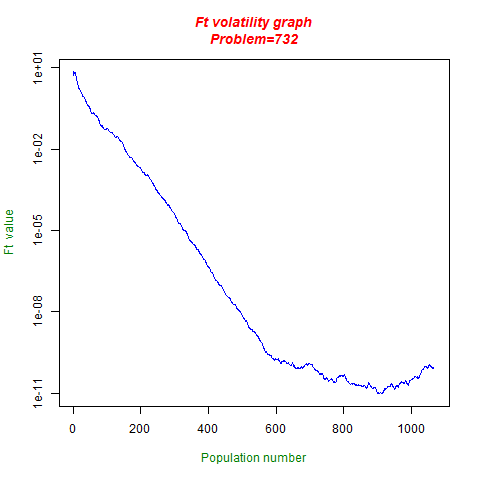 Ft volatility graph
Problem=732
1e+01
1e-02
1e-05
1e-08
1e-11
Ft value
0 200 400 600 800 1000
Population number